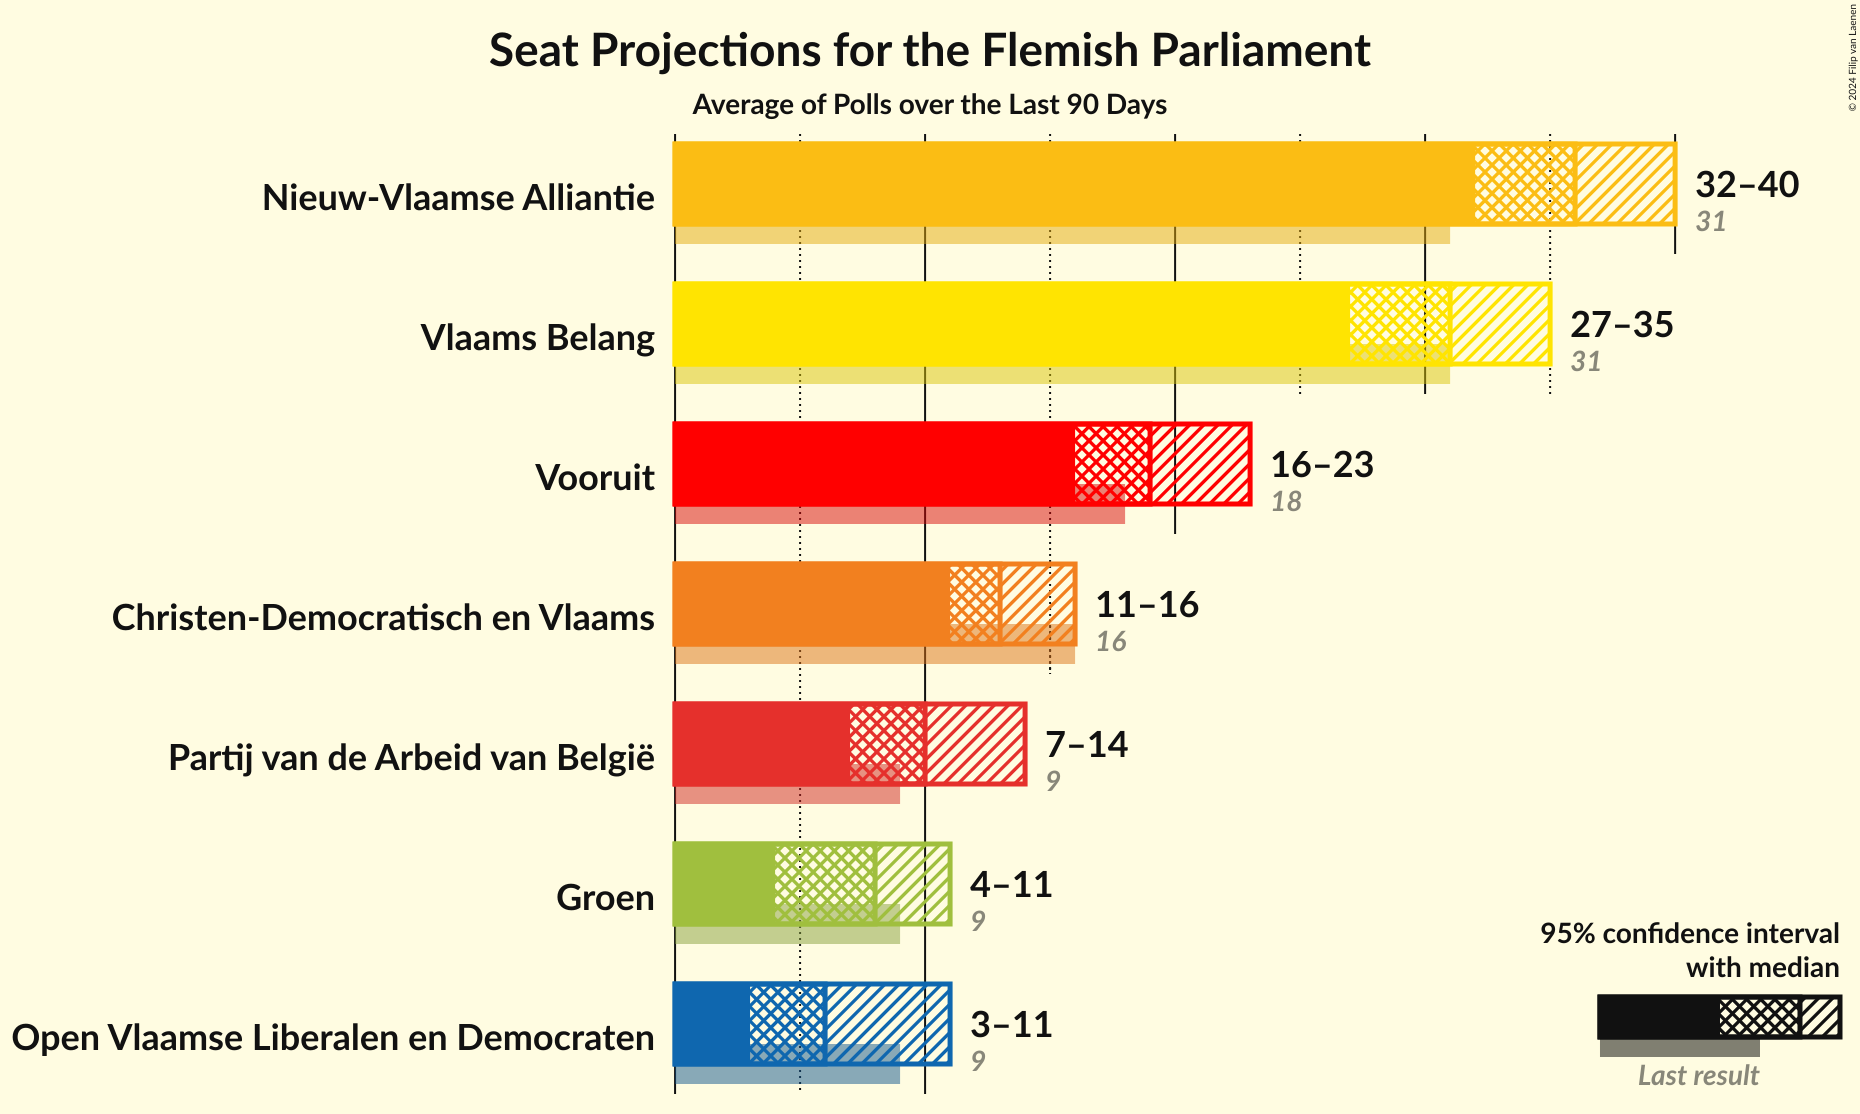 Seat Projections for the Flemish Parliament
Average of Polls over the Last 90 Days
© 2024 Filip van Laenen
Nieuw-Vlaamse Alliantie
32–40
31
Vlaams Belang
27–35
31
Vooruit
16–23
18
Christen-Democratisch en Vlaams
11–16
16
Partij van de Arbeid van België
7–14
9
Groen
4–11
9
Open Vlaamse Liberalen en Democraten
3–11
9
95% confidence interval
with median
Last result